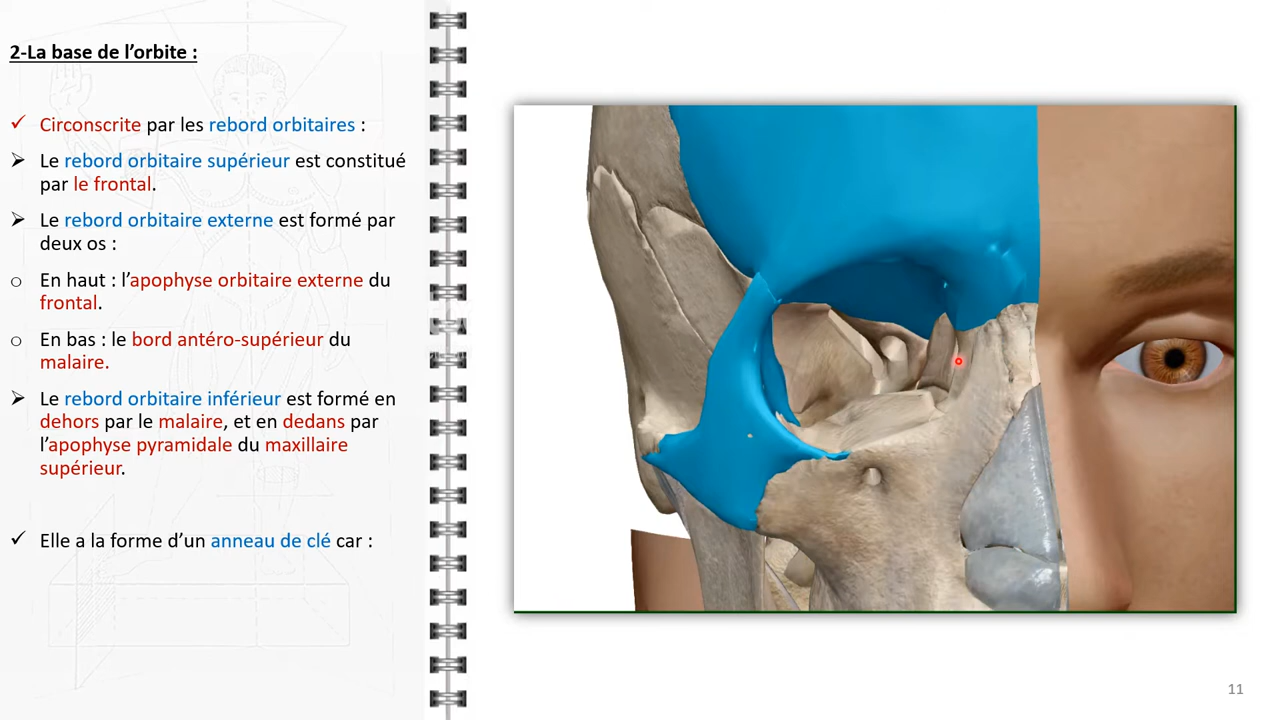 2-La base de l’orbite :
✓ Circonscrite par les rebord orbitaires :
➢ Le rebord orbitaire supérieur est constitué
par le frontal.
➢ Le rebord orbitaire externe est formé par
deux os :
o En haut : l’apophyse orbitaire externe du
frontal.
o En bas : le bord antéro-supérieur du
malaire.
➢ Le rebord orbitaire inférieur est formé en
dehors par le malaire, et en dedans par
l’apophyse pyramidale du maxillaire
supérieur.
✓ Elle a la forme d’un anneau de clé car :
11